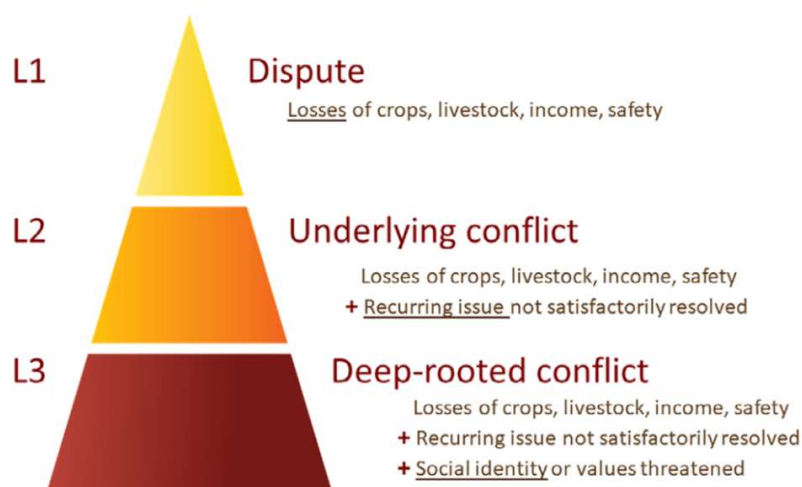 L1
Dispute
Losses of crops, livestock, income, safety
L2
Underlying conflict
Losses of crops, livestock, income, safety
+ Recurring issue not satisfactorily resolved
L3
Deep-rooted conflict
Losses of crops, livestock, income, safety
+ Recurring issue not satisfactorily resolved
+ Social identity or values threatened